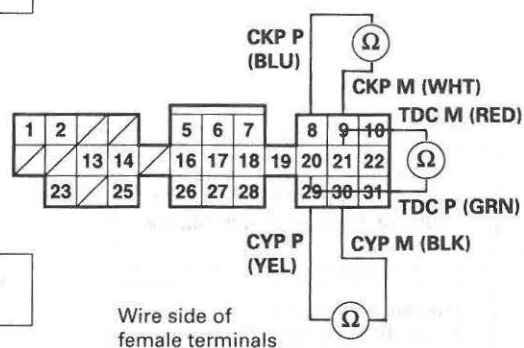 CKP P
(BLU)
Ω
CKP M (WHT)
TDC M (RED)
1 2 5 6 7 8 9 10
13 14 16 17 18 19 20 21 22
Ω
23 25 26 27 28 29 30 31
TDC P (GRN)
CYP P
(YEL)
CYP M (BLK)
Ω
Wire side of
female terminals